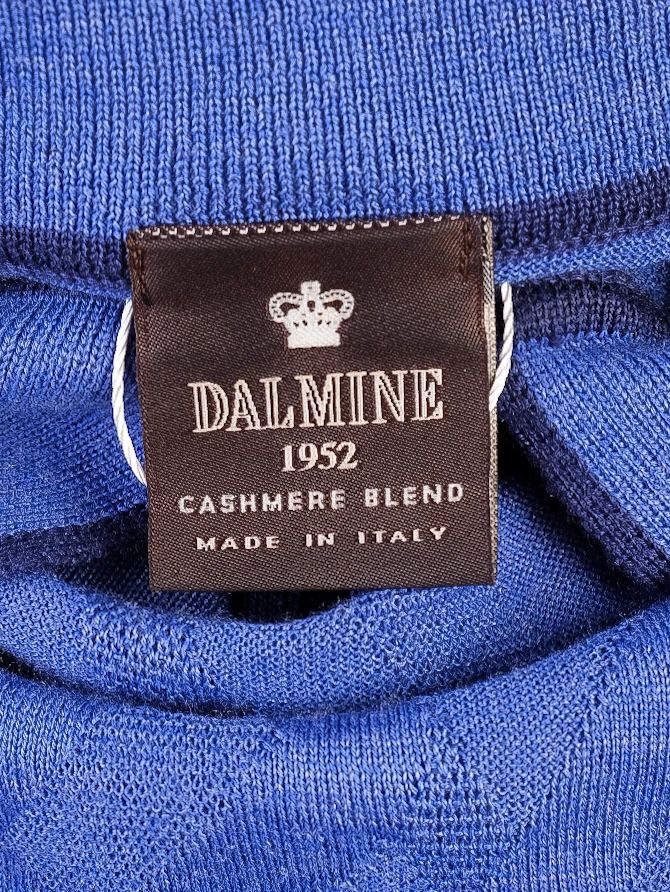 DALMINE
1952
CASHMERE BLEND
MADE IN ITALY